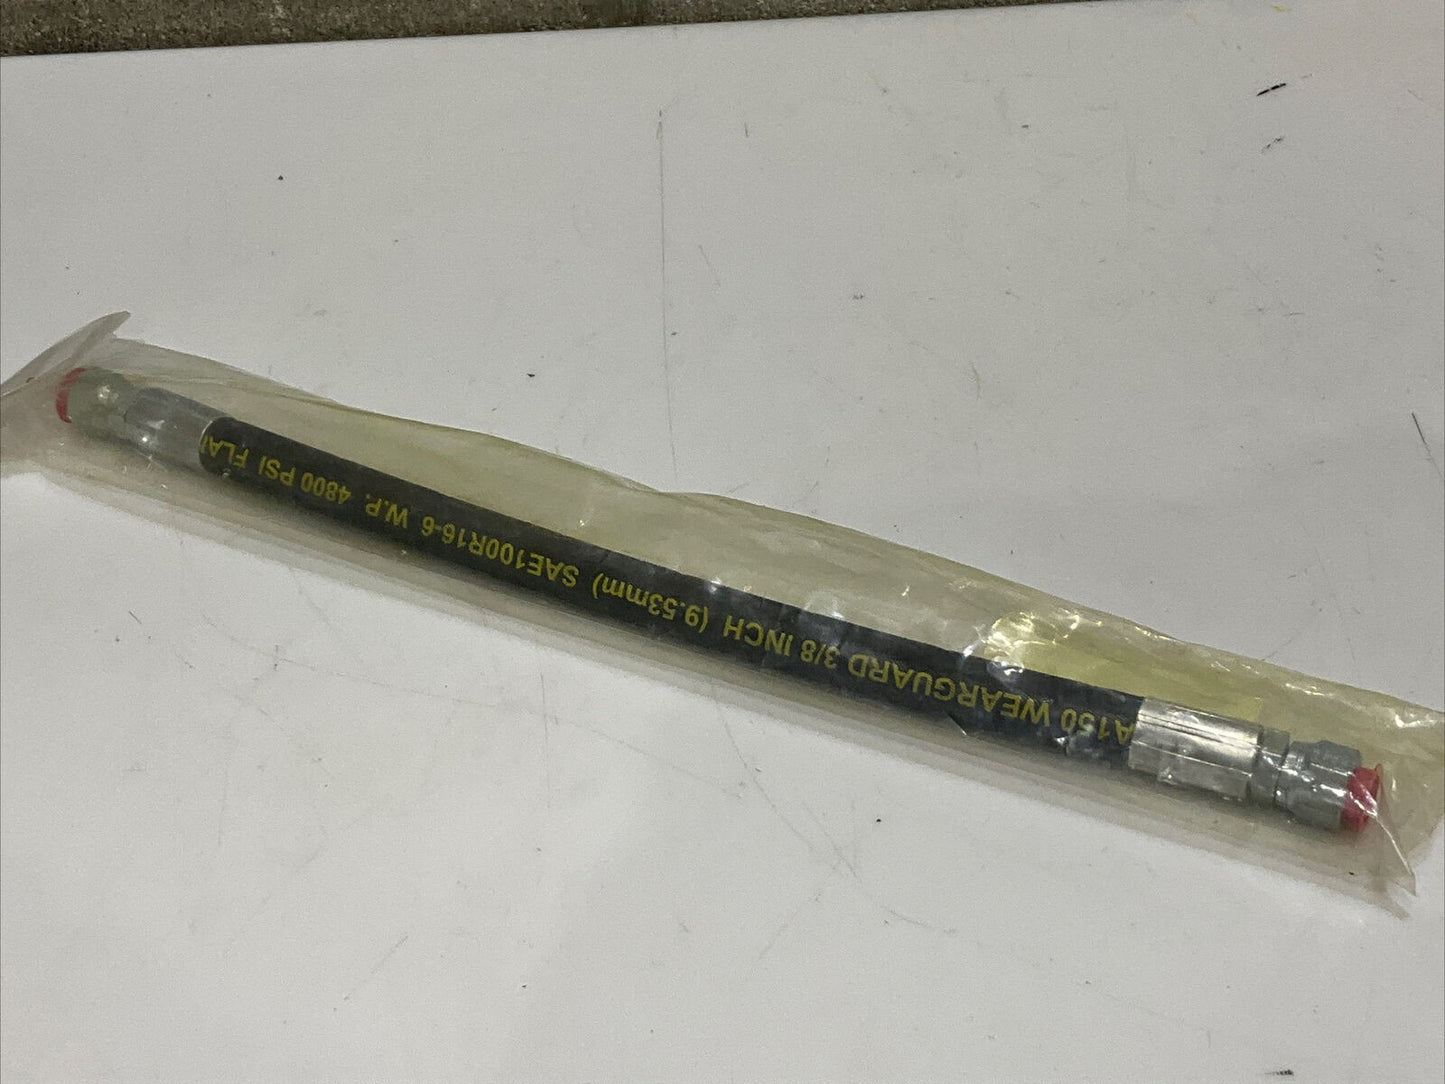 A150 WEARGUARD 3/8 INCH (9.53mm) SAE100R16-6 W.P. 4800 PSI